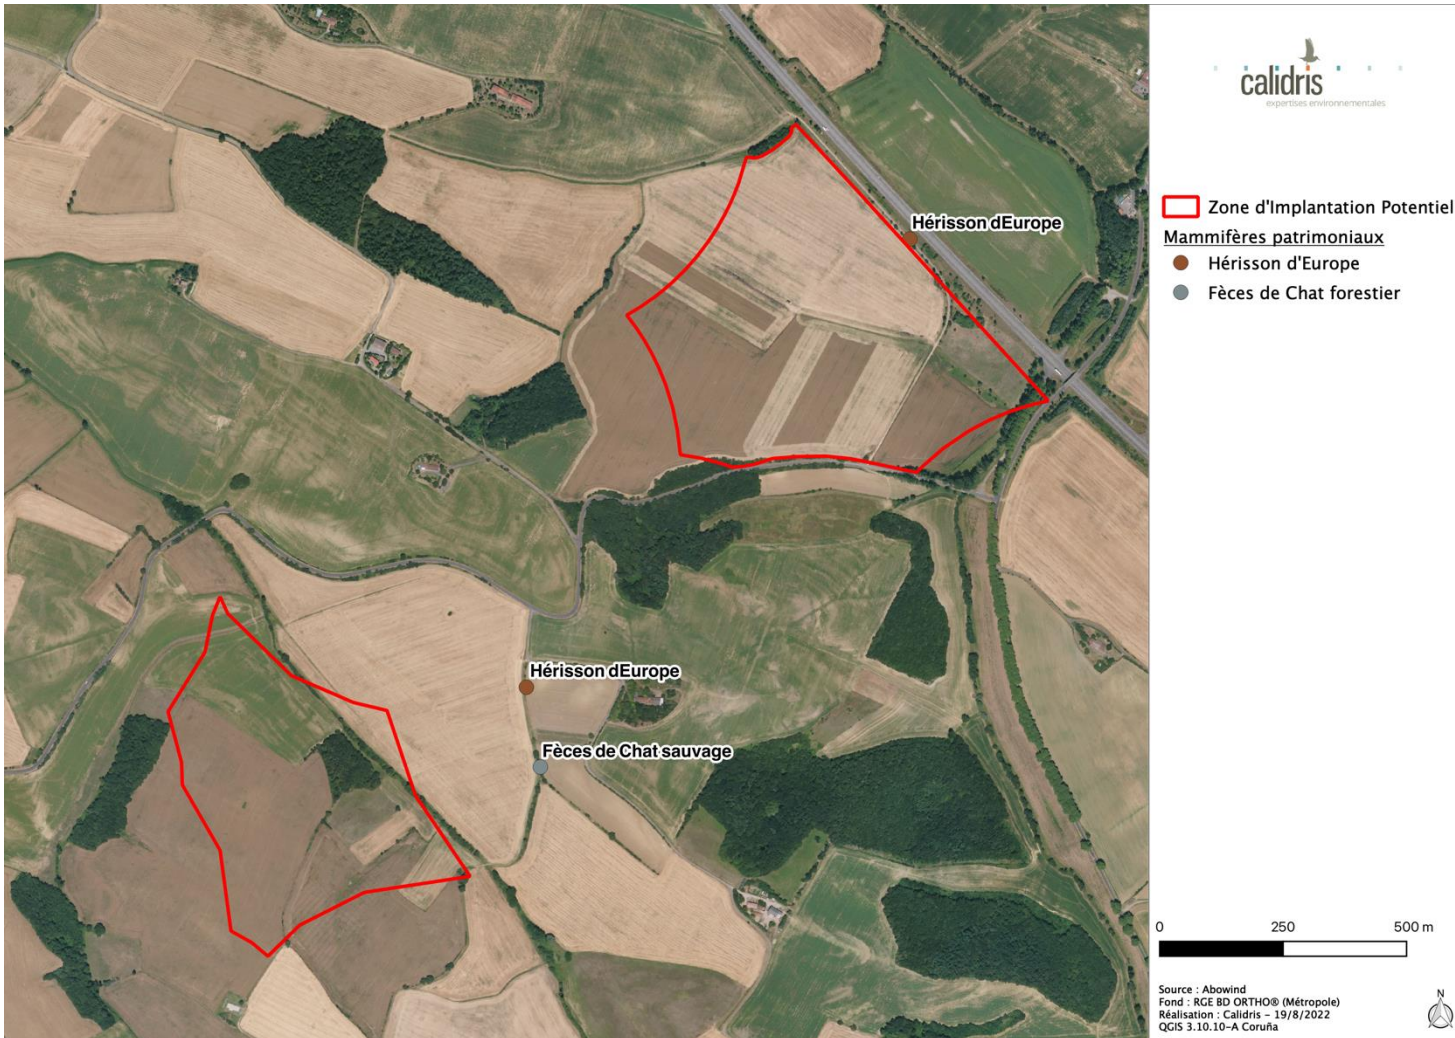 calidris
expertises environnementales
Zone d'Implantation Potentiel
Mammifères patrimoniaux
Hérisson d'Europe
Fèces de Chat forestier
Hérisson dEurope
Hérisson dEurope
Fèces de Chat sauvage
0 250 500 m
Source : Abowind
Fond : RGE BD ORTHO® (Métropole)
Réalisation : Calidris - 19/8/2022
QGIS 3.10.10-A Coruña
N